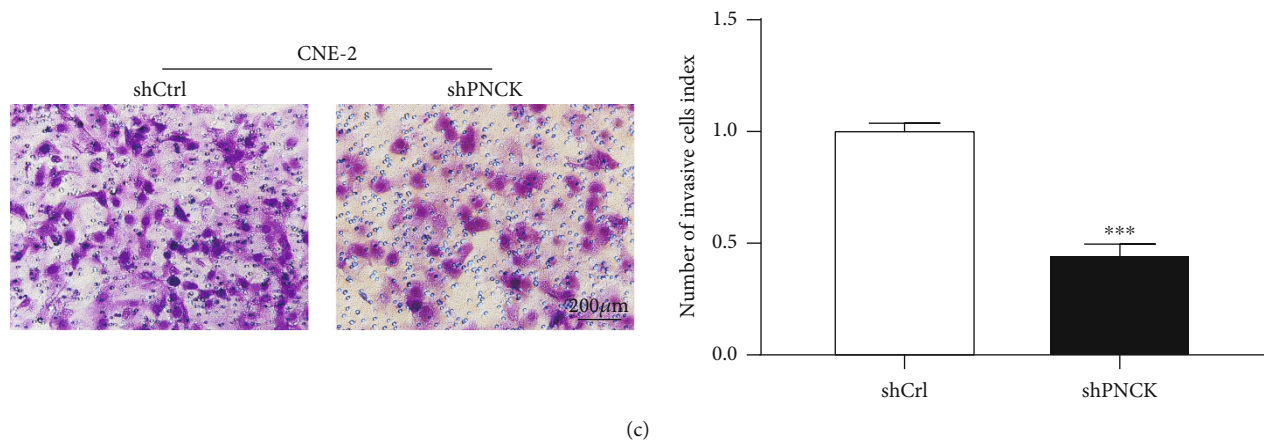 CNE-2
shCtrl
shPNCK
200μm
Number of invasive cells index
1.5
1.0
0.5
0.0
***
shCrl
shPNCK
(c)